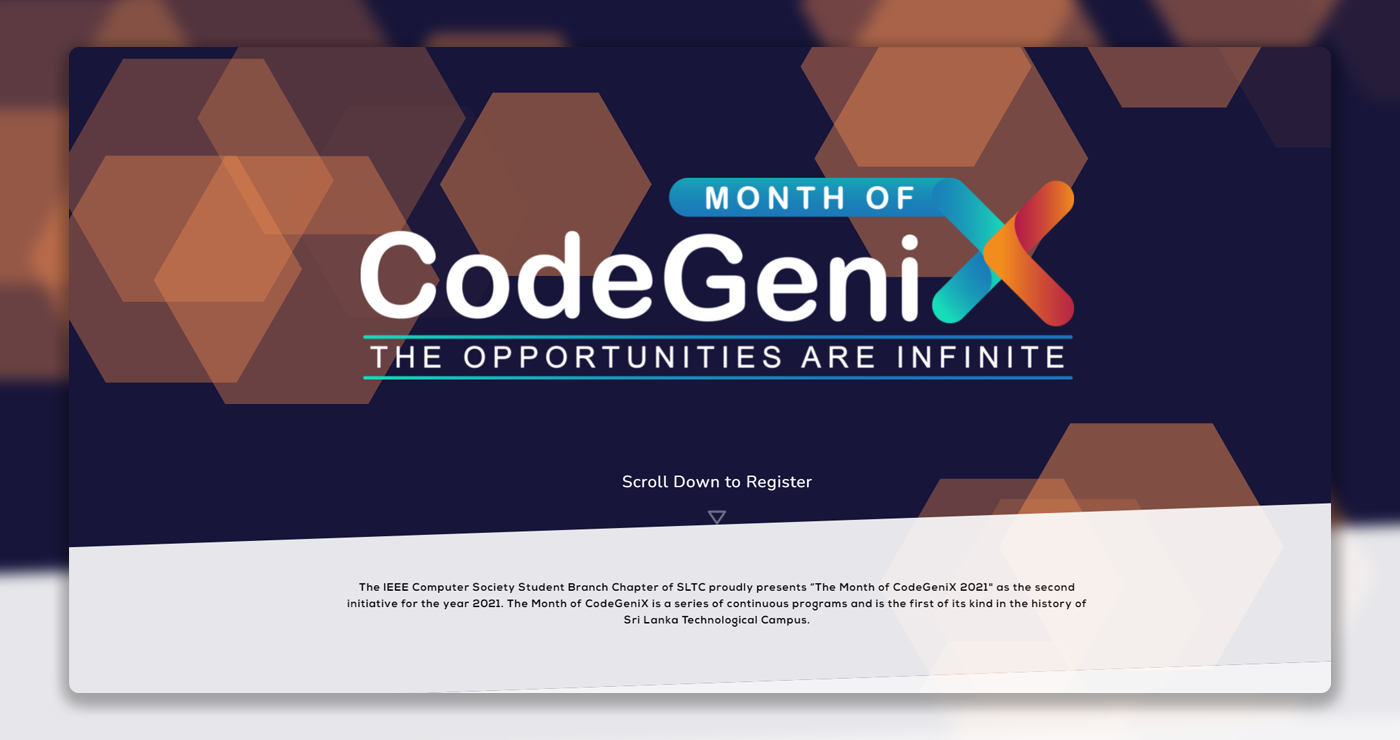 MONTH OF
CodeGeniX
THE OPPORTUNITIES ARE INFINITE
Scroll Down to Register
The IEEE Computer Society Student Branch Chapter of SLTC proudly presents "The Month of CodeGeniX 2021" as the second
initiative for the year 2021. The Month of CodeGeniX is a series of continuous programs and is the first of its kind in the history of
Sri Lanka Technological Campus.